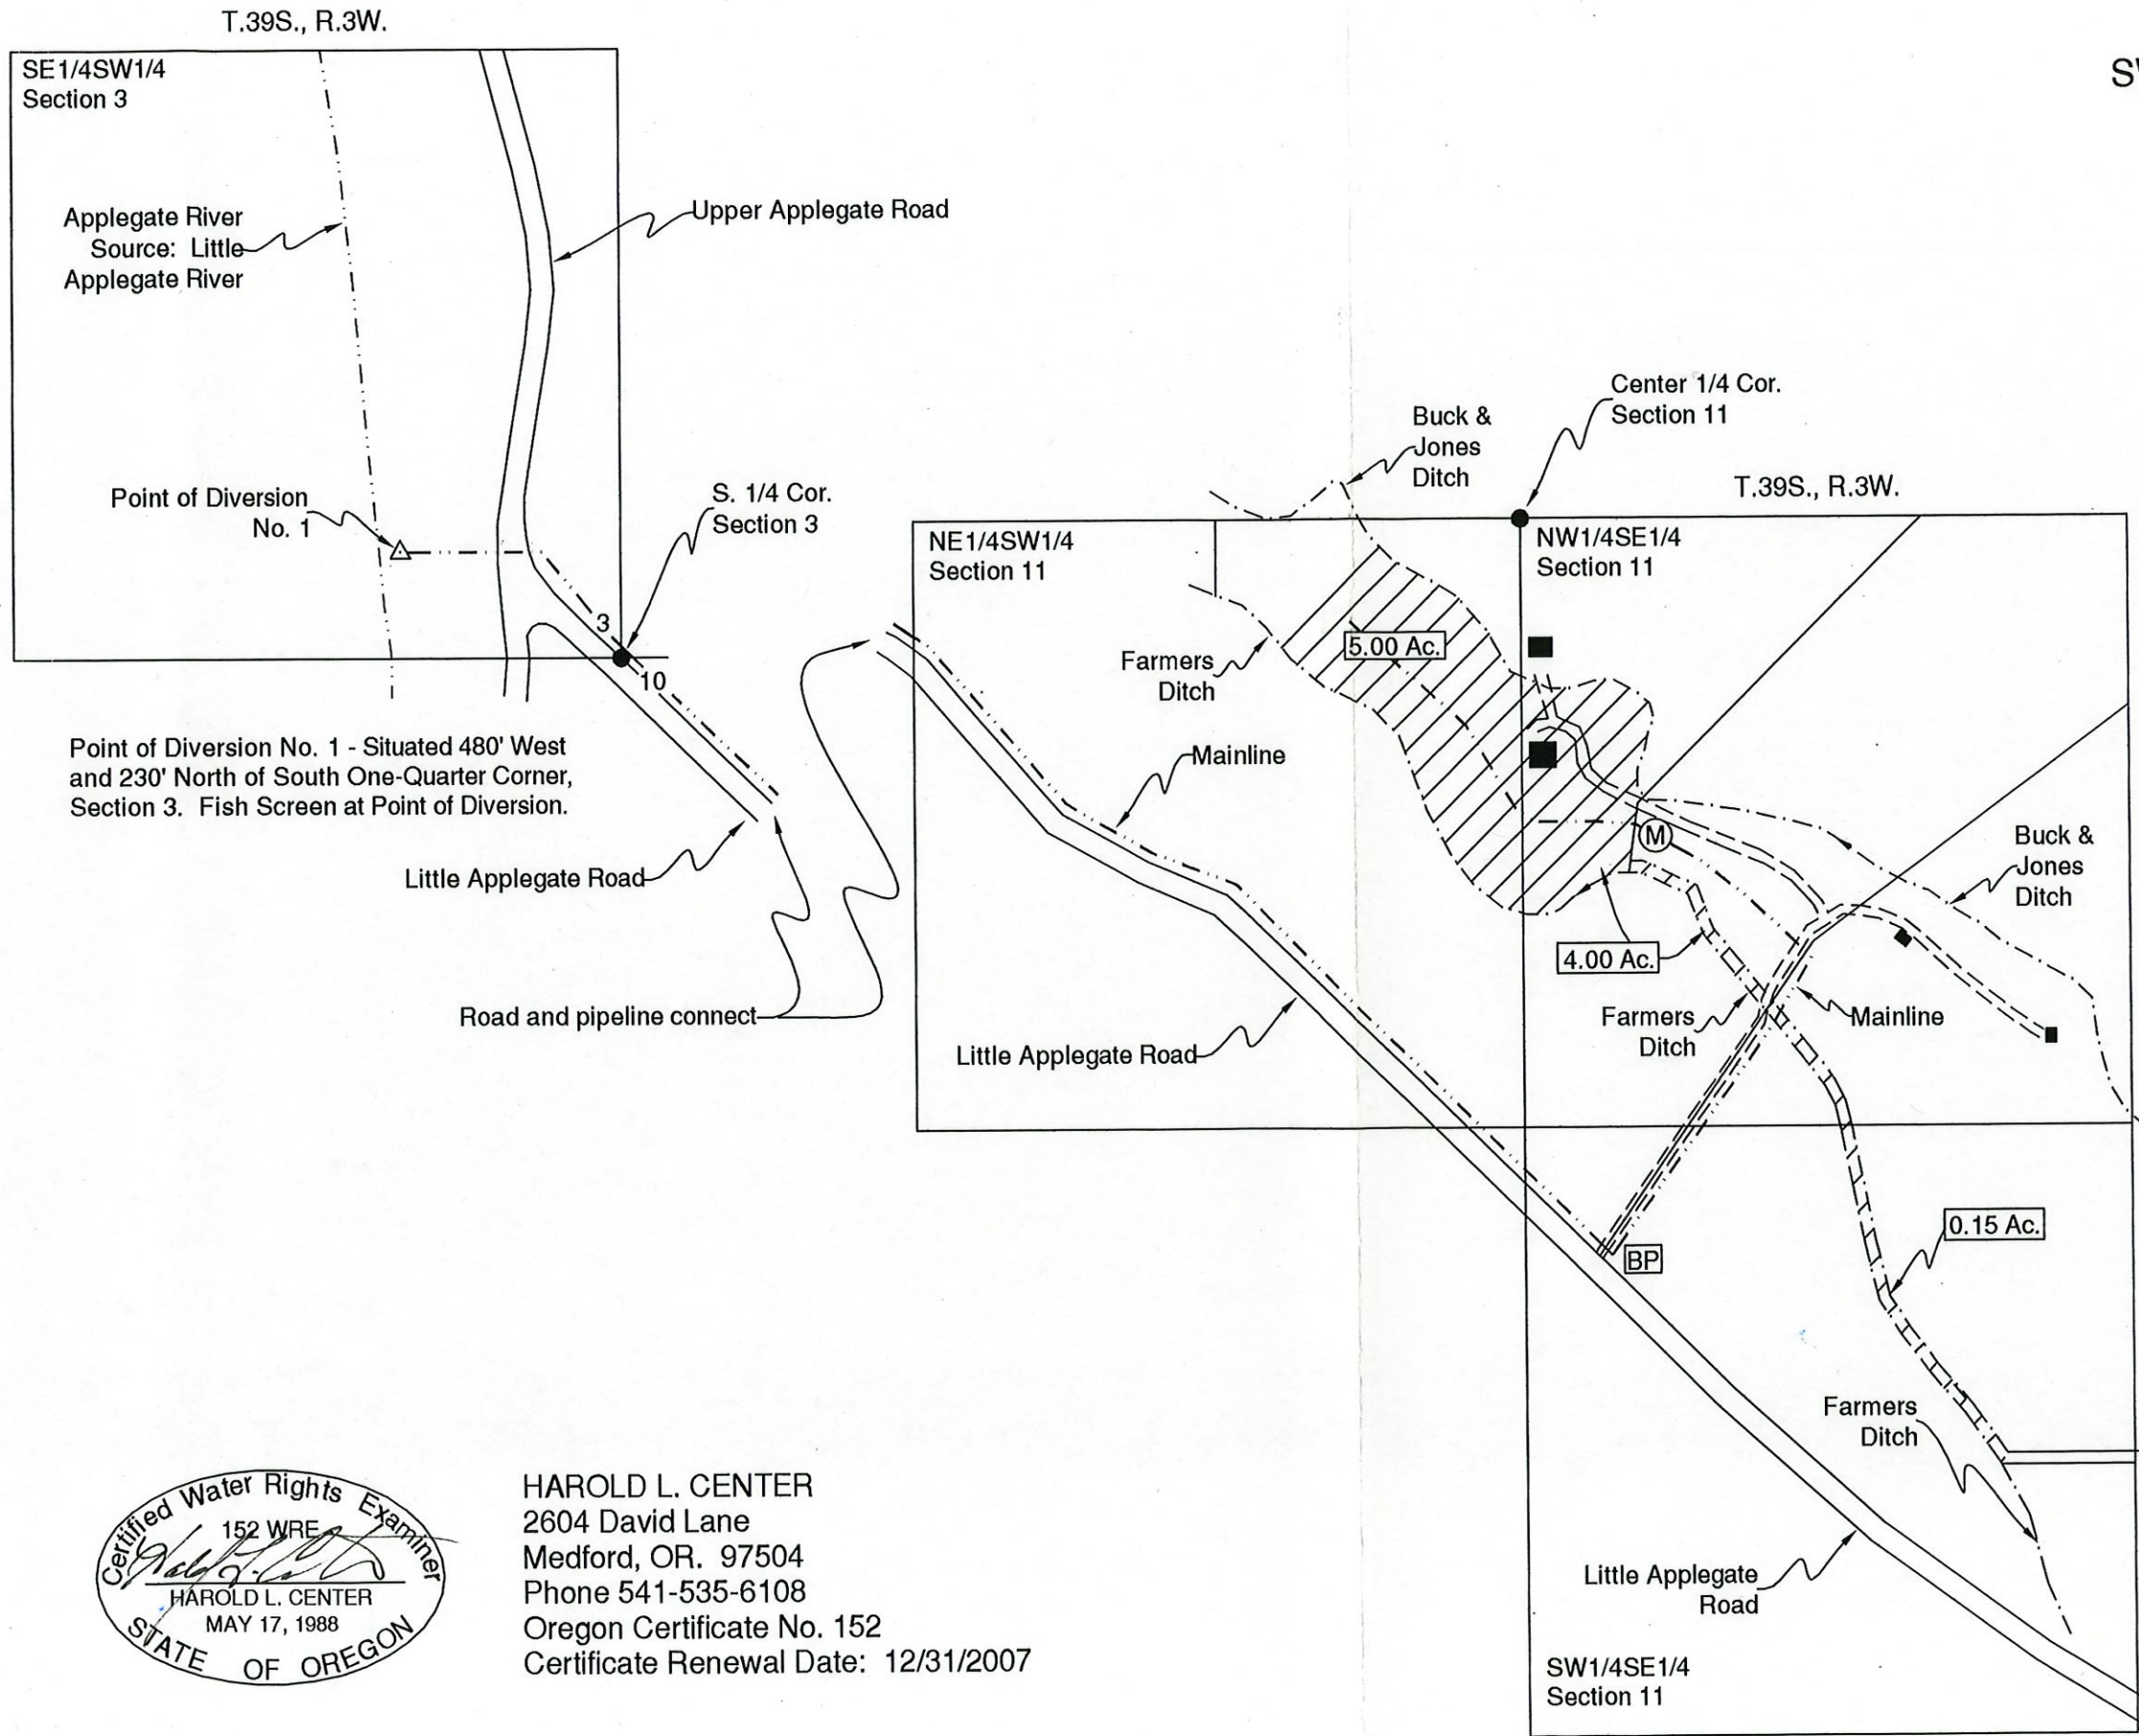 T.39S., R.3W.
SE1/4SW1/4
Section 3
Applegate River
Source: Little
Applegate River
Upper Applegate Road
Point of Diversion
No. 1
S. 1/4 Cor.
Section 3
3
10
Point of Diversion No. 1 - Situated 480' West
and 230' North of South One-Quarter Corner,
Section 3. Fish Screen at Point of Diversion.
Little Applegate Road
Road and pipeline connect
Center 1/4 Cor.
Section 11
Buck &
Jones
Ditch
T.39S., R.3W.
NE1/4SW1/4
Section 11
NW1/4SE1/4
Section 11
5.00 Ac.
Farmers
Ditch
Mainline
M
Buck &
Jones
Ditch
4.00 Ac.
Farmers
Ditch
Mainline
Little Applegate Road
0.15 Ac.
BP
Farmers
Ditch
Little Applegate
Road
SW1/4SE1/4
Section 11
Certified Water Rights Examiner
152 WRE
HAROLD L. CENTER
MAY 17, 1988
STATE OF OREGON
HAROLD L. CENTER
2604 David Lane
Medford, OR. 97504
Phone 541-535-6108
Oregon Certificate No. 152
Certificate Renewal Date: 12/31/2007